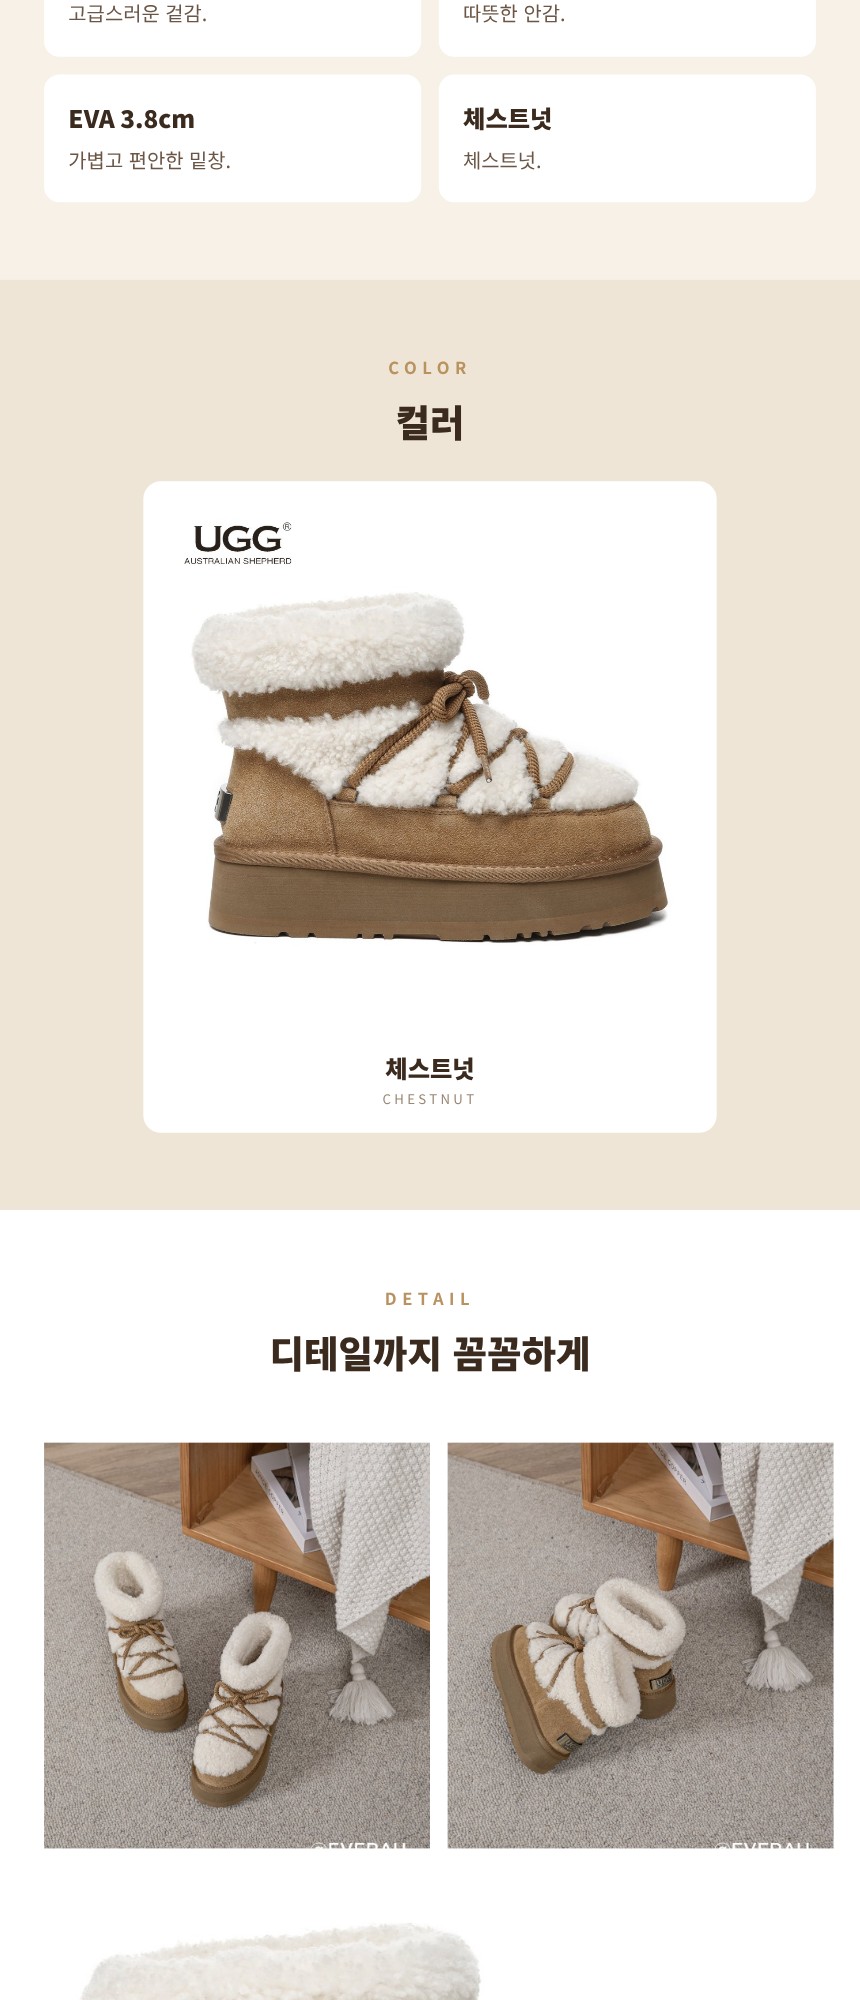 고급스러운 겉감.
따뜻한 안감.
EVA 3.8cm
가볍고 편안한 밑창.
체스트넛
체스트넛.
COLOR
컬러
UGG®
AUSTRALIAN SHEPHERD
체스트넛
CHESTNUT
DETAIL
디테일까지 꼼꼼하게